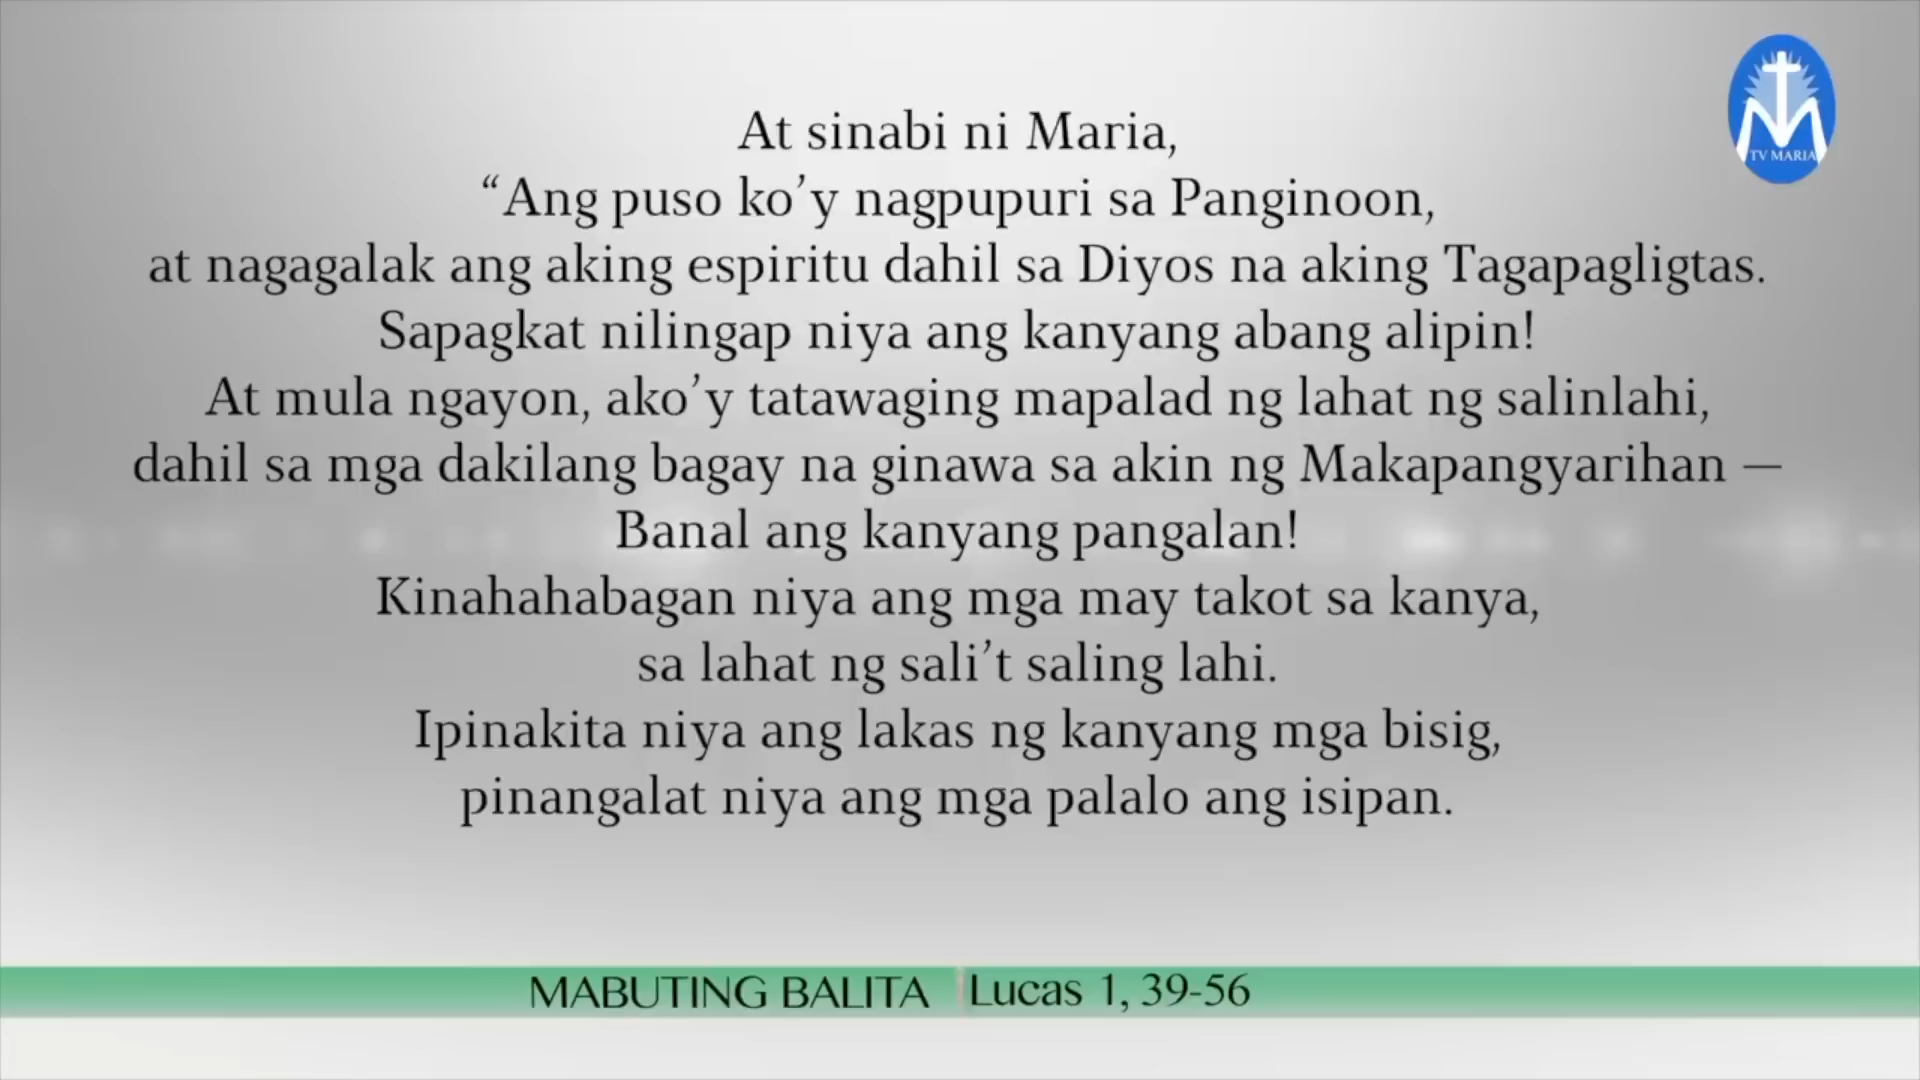 At sinabi ni Maria,
“Ang puso ko’y nagpupuri sa Panginoon,
at nagagalak ang aking espiritu dahil sa Diyos na aking Tagapagligtas.
Sapagkat nilingap niya ang kanyang abang alipin!
At mula ngayon, ako’y tatawaging mapalad ng lahat ng salinlahi,
dahil sa mga dakilang bagay na ginawa sa akin ng Makapangyarihan —
Banal ang kanyang pangalan!
Kinahahabagan niya ang mga may takot sa kanya,
sa lahat ng sali’t saling lahi.
Ipinakita niya ang lakas ng kanyang mga bisig,
pinangalat niya ang mga palalo ang isipan.
MABUTING BALITA Lucas 1, 39-56
TV MARIA